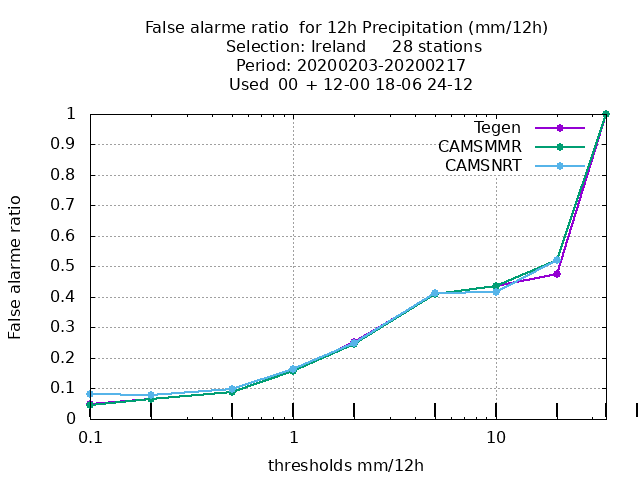 False alarme ratio  for 12h Precipitation (mm/12h)
Selection: Ireland     28 stations
Period: 20200203-20200217
Used  00  + 12-00 18-06 24-12
Tegen
CAMSMMR
CAMSNRT
False alarme ratio
1
0.9
0.8
0.7
0.6
0.5
0.4
0.3
0.2
0.1
0
0.1 1 10
thresholds mm/12h